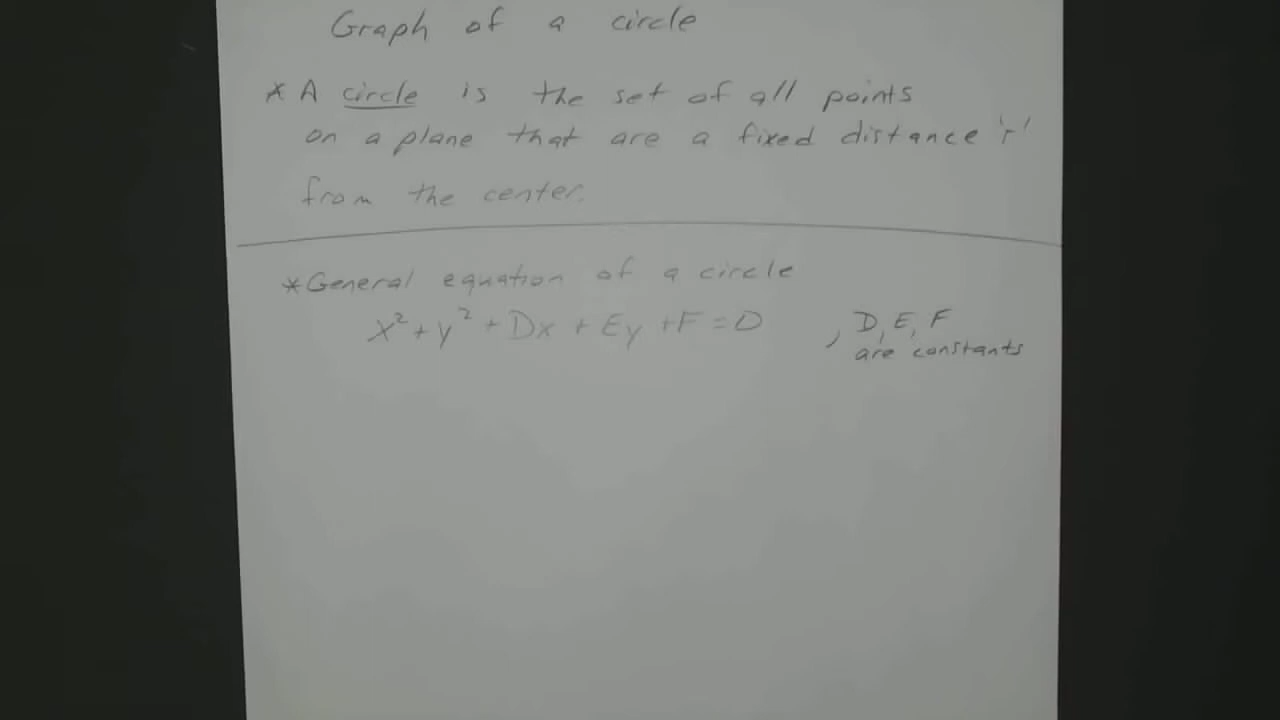 Graph of a circle
* A circle is the set of all points
on a plane that are a fixed distance 'r'
from the center.
* General equation of a circle
x² + y² + Dx + Ey + F = 0 , D, E, F
are constants